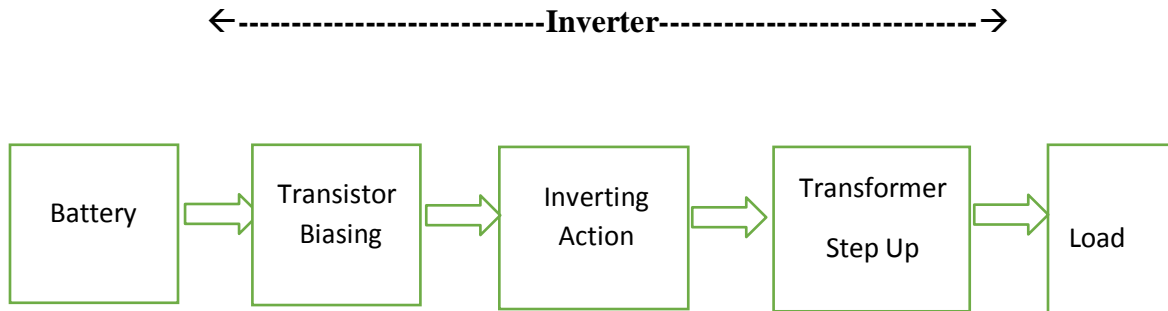 ←-----------------------------Inverter------------------------------→
Battery
Transistor
Biasing
Inverting
Action
Transformer
Step Up
Load